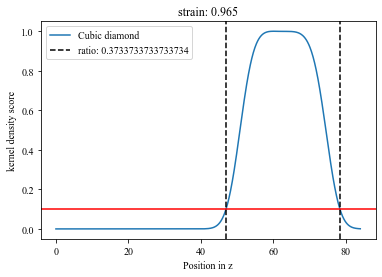 strain: 0.965
Cubic diamond
ratio: 0.3733733733733734
kernel density score
1.0
0.8
0.6
0.4
0.2
0.0
0 20 40 60 80
Position in z